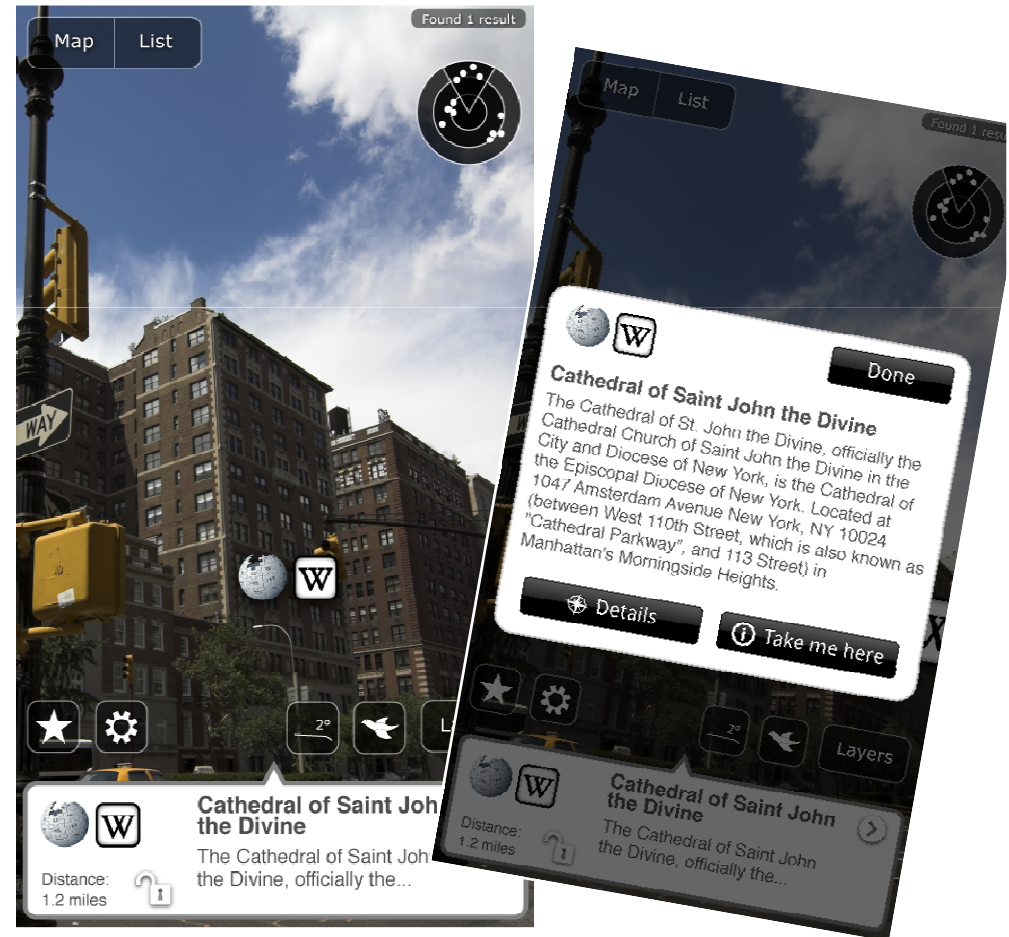 Map
List
Found 1 result
WAY
W
2°
Cathedral of Saint Joh
the Divine
The Cathedral of Saint Joh
the Divine, officially the...
W
Distance:
1.2 miles
Map
List
Found 1 resu
W
Done
Cathedral of Saint John the Divine
The Cathedral of St. John the Divine, officially the
Cathedral Church of Saint John the Divine in the
City and Diocese of New York, is the Cathedral of
the Episcopal Diocese of New York. Located at
1047 Amsterdam Avenue New York, NY 10024
(between West 110th Street, which is also known as
"Cathedral Parkway", and 113 Street) in
Manhattan's Morningside Heights.
Details
Take me here
2°
Layers
W
Cathedral of Saint John
the Divine
The Cathedral of Saint John
the Divine, officially the...
Distance:
1.2 miles